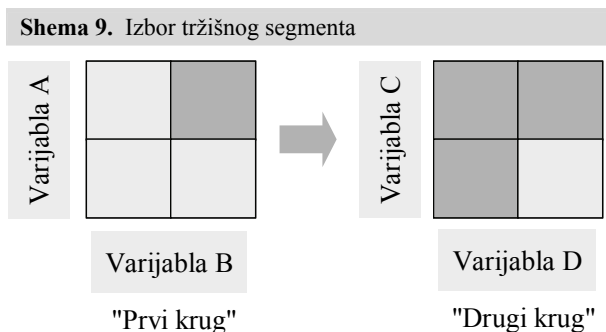 Shema 9. Izbor tržišnog segmenta
Varijabla A
Varijabla C
Varijabla B
Varijabla D
"Prvi krug"
"Drugi krug"